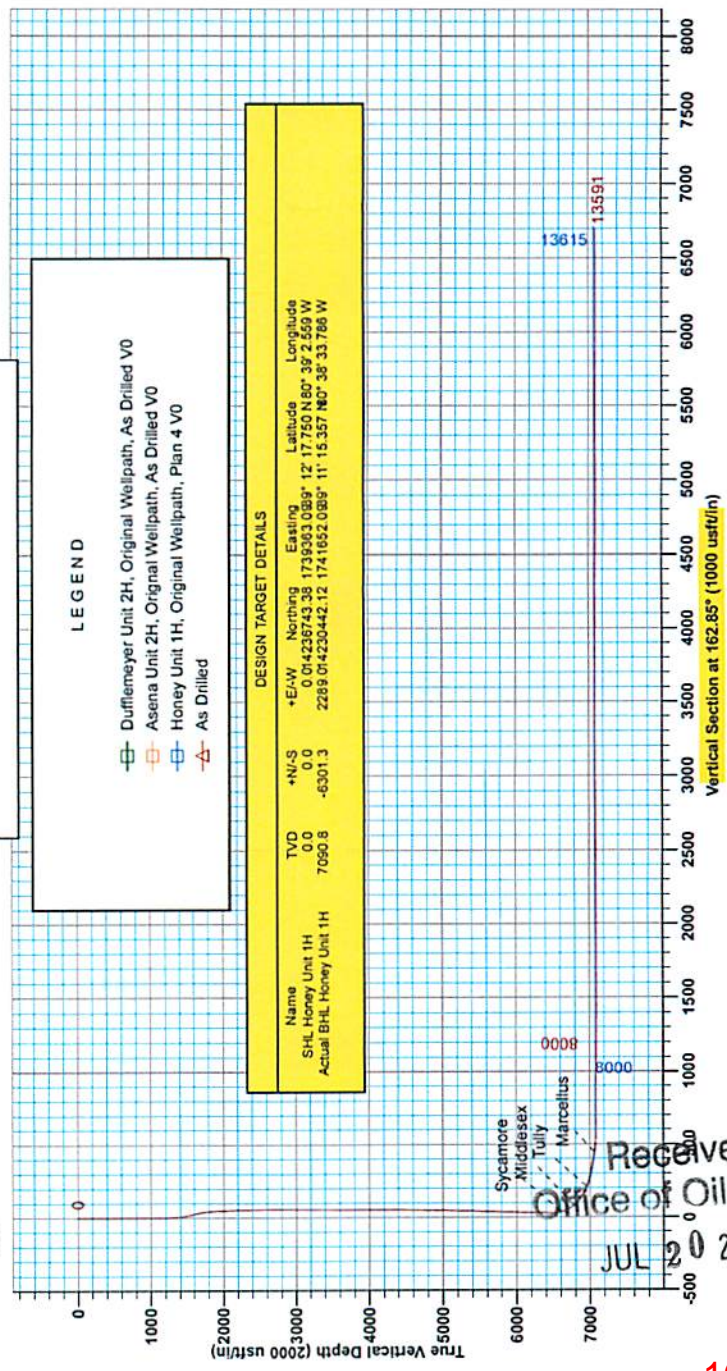 LEGEND
Dufflemeyer Unit 2H, Original Wellpath, As Drilled V0
Asena Unit 2H, Orignal Wellpath, As Drilled V0
Honey Unit 1H, Original Wellpath, Plan 4 V0
As Drilled
DESIGN TARGET DETAILS
Name TVD +N/-S +E/-W Northing Easting Latitude Longitude
SHL Honey Unit 1H 0.0 0.0 0.0 14236743.38 1739363.09 39° 12' 17.750 N 80° 39' 2.559 W
Actual BHL Honey Unit 1H 7090.8 -6301.3 2289.0 14230442.12 1741652.09 39° 11' 15.357 N 80° 38' 33.786 W
True Vertical Depth (2000 usft/in)
0
1000
2000
3000
4000
5000
6000
7000
0
Sycamore
Middlesex
Tully
Marcellus
8000
8000
13615
13591
-500 0 500 1000 1500 2000 2500 3000 3500 4000 4500 5000 5500 6000 6500 7000 7500 8000
Vertical Section at 162.85° (1000 usft/in)
Receive
Office of Oil
JUL 20 2